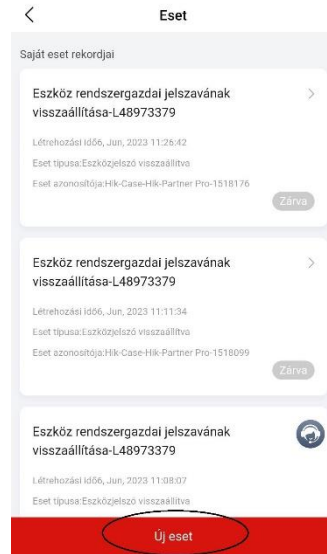 Eset
Saját eset rekordjai
Eszköz rendszergazdai jelszavának
visszaállítása-L48973379
Létrehozási idő6, Jun, 2023 11:26:42
Eset típusa:Eszközjelszó visszaállítva
Eset azonosítója:Hik-Case-Hik-Partner Pro-1518176
Zárva
Eszköz rendszergazdai jelszavának
visszaállítása-L48973379
Létrehozási idő6, Jun, 2023 11:11:34
Eset típusa:Eszközjelszó visszaállítva
Eset azonosítója:Hik-Case-Hik-Partner Pro-1518099
Zárva
Eszköz rendszergazdai jelszavának
visszaállítása-L48973379
Létrehozási idő6, Jun, 2023 11:08:07
Eset típusa:Eszközjelszó visszaállítva
Új eset